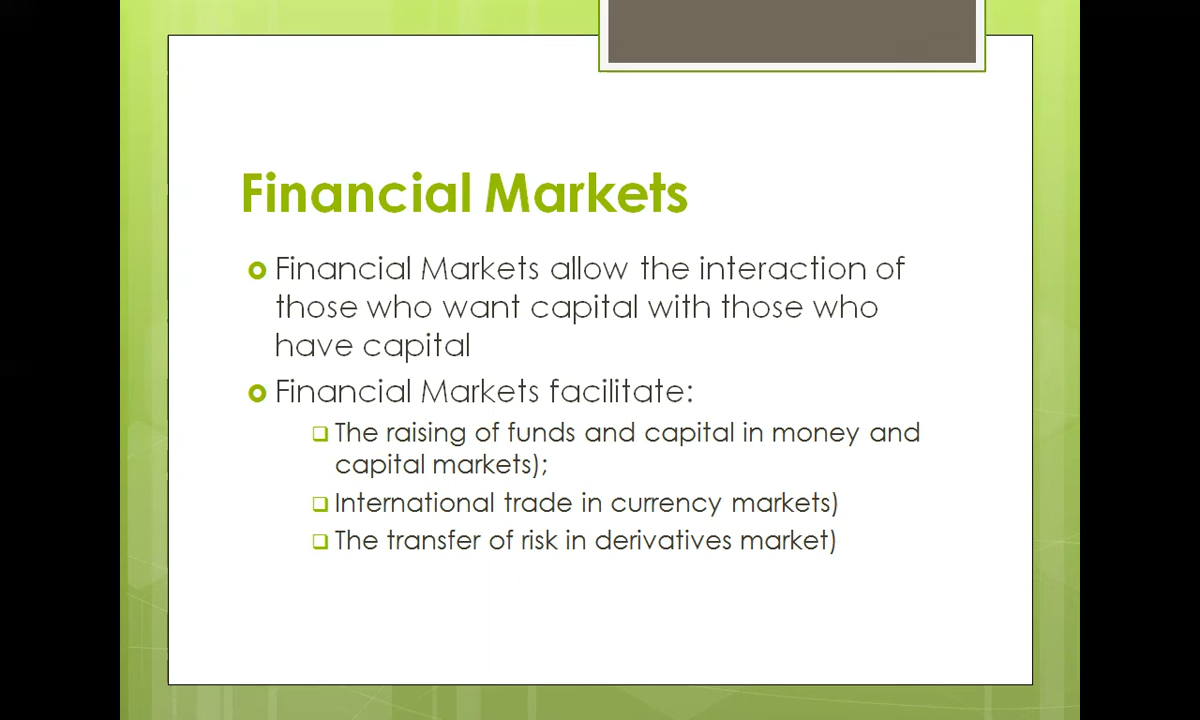 Financial Markets
Financial Markets allow the interaction of
those who want capital with those who
have capital
Financial Markets facilitate:
The raising of funds and capital in money and
capital markets);
International trade in currency markets)
The transfer of risk in derivatives market)